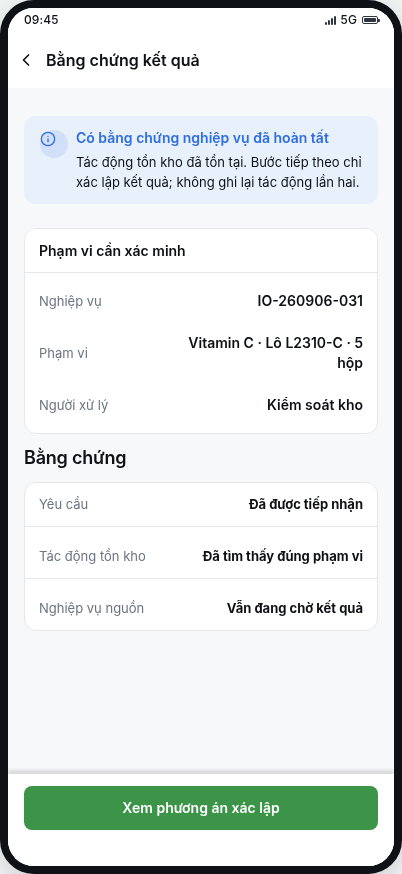 09:45
5G
Bằng chứng kết quả
Có bằng chứng nghiệp vụ đã hoàn tất
Tác động tồn kho đã tồn tại. Bước tiếp theo chỉ
xác lập kết quả; không ghi lại tác động lần hai.
Phạm vi cần xác minh
Nghiệp vụ
IO-260906-031
Phạm vi
Vitamin C · Lô L2310-C · 5
hộp
Người xử lý
Kiểm soát kho
Bằng chứng
Yêu cầu
Đã được tiếp nhận
Tác động tồn kho
Đã tìm thấy đúng phạm vi
Nghiệp vụ nguồn
Vẫn đang chờ kết quả
Xem phương án xác lập